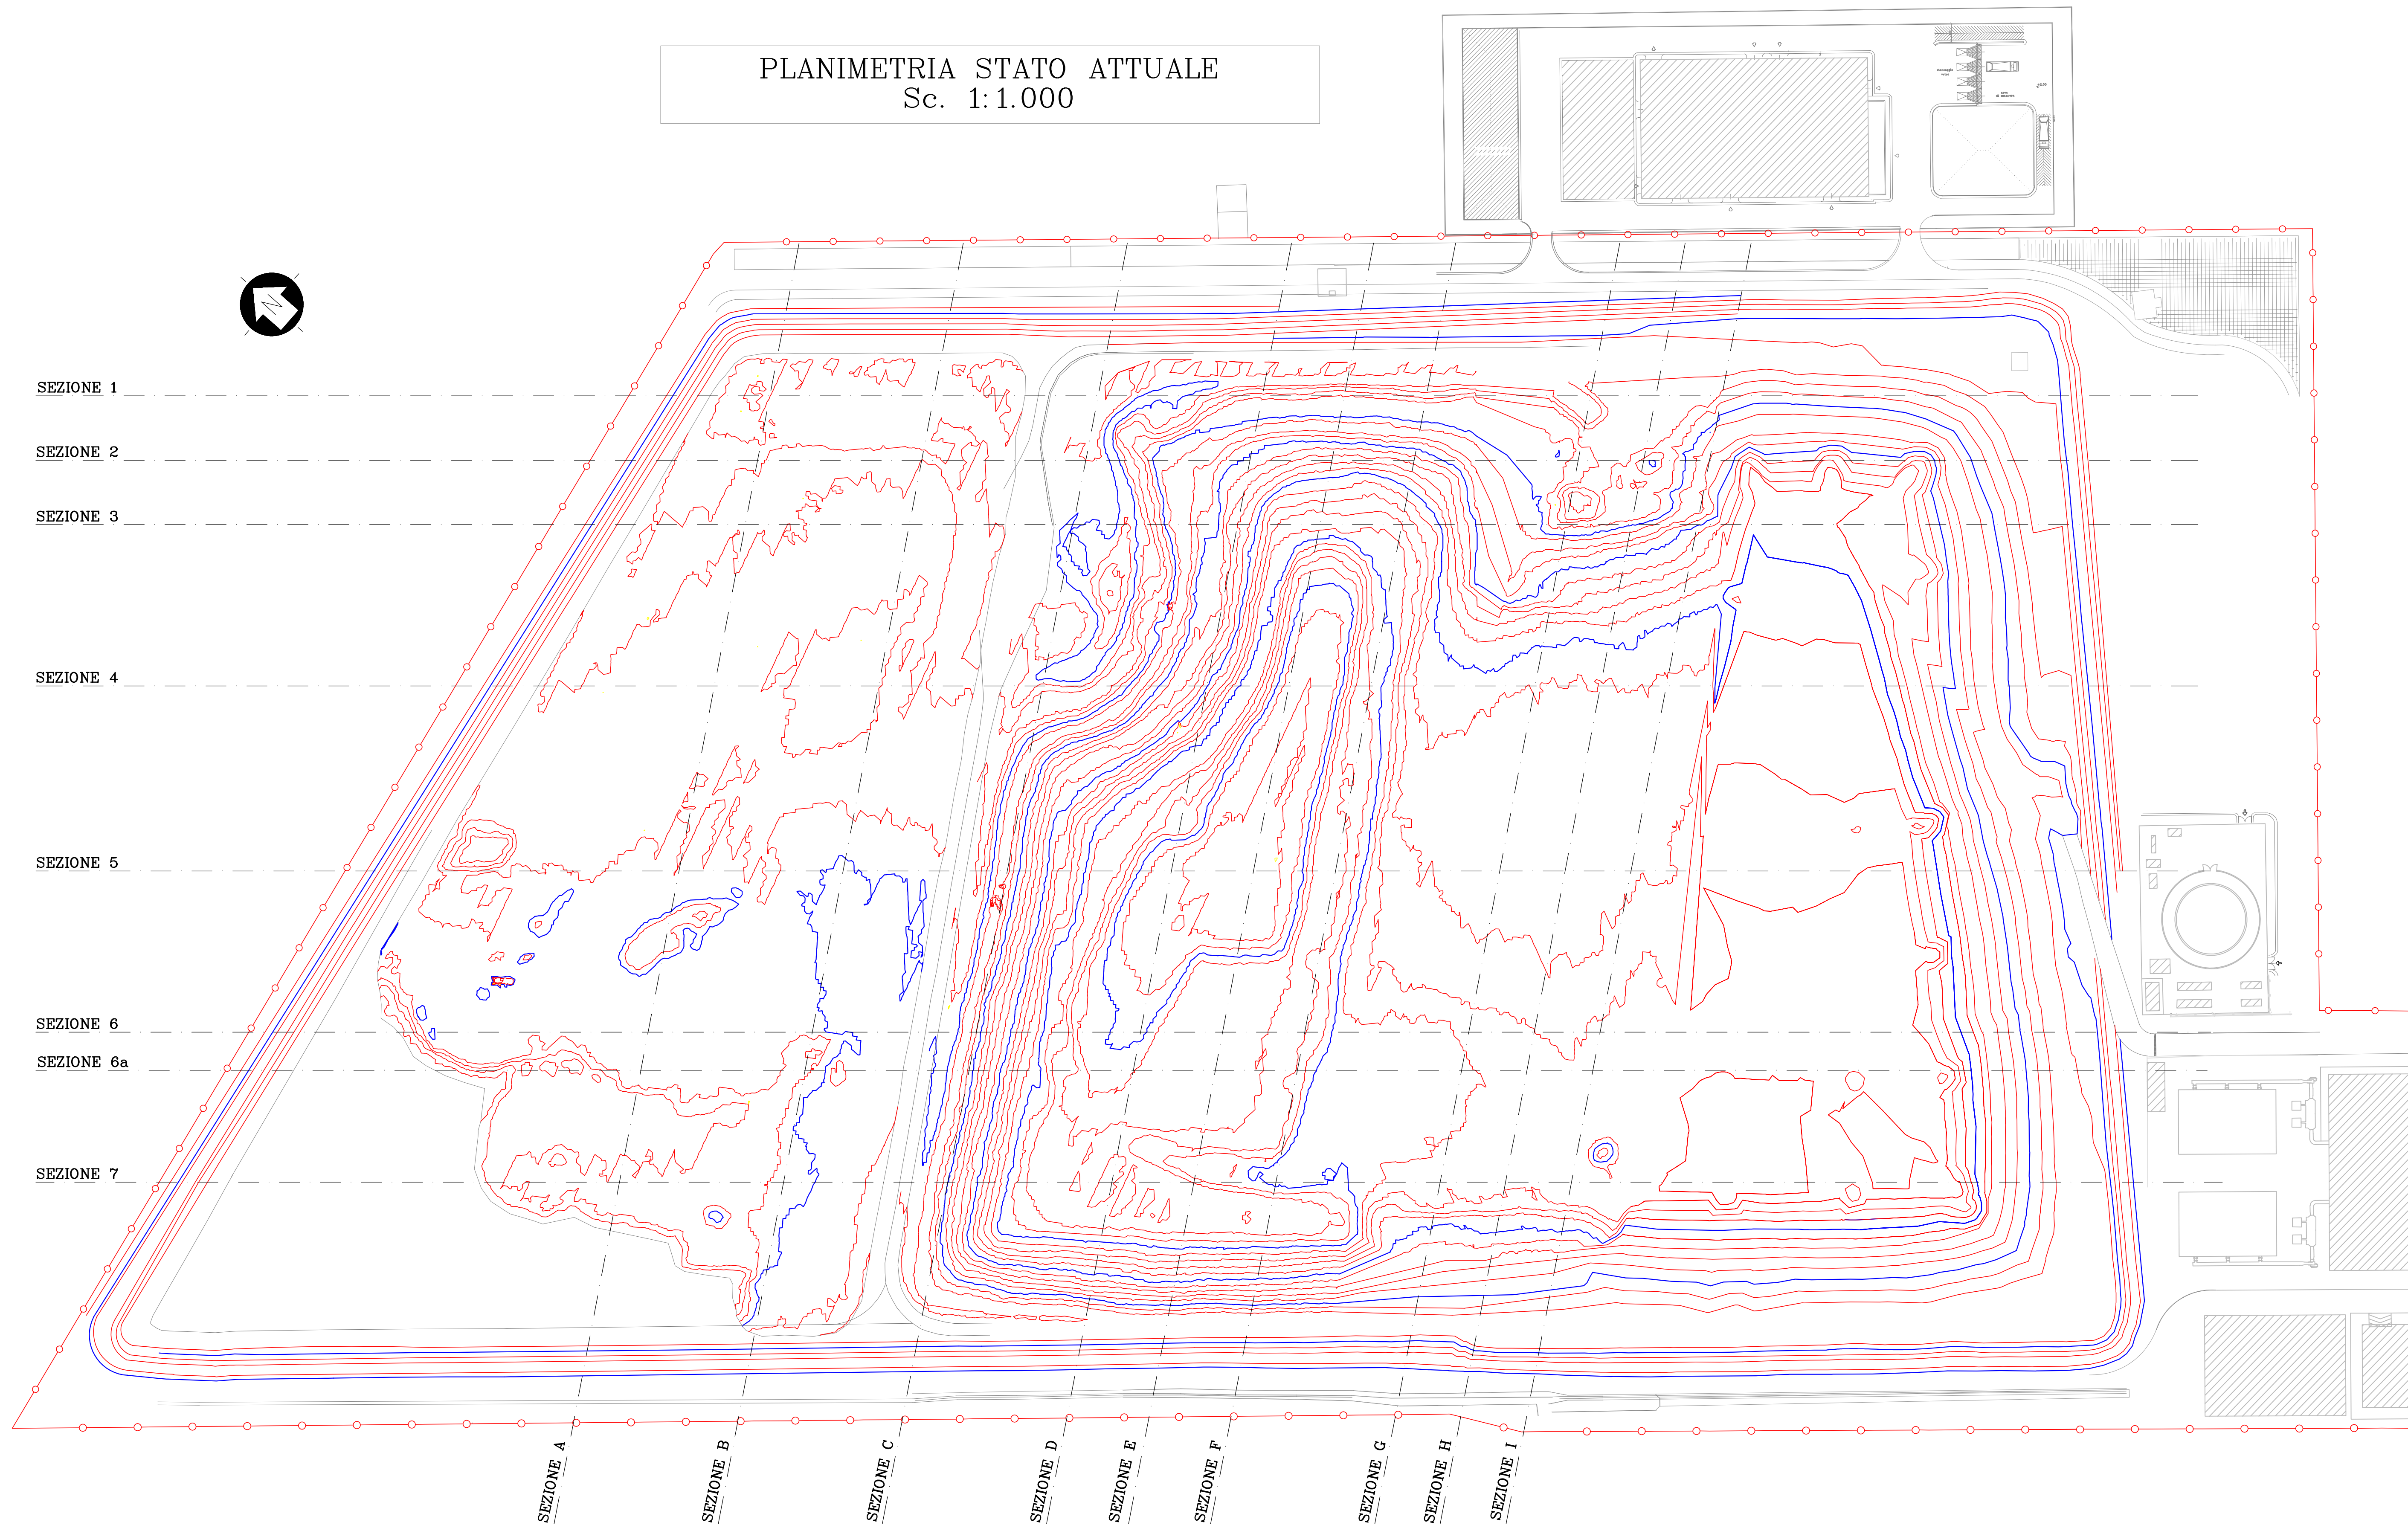 PLANIMETRIA STATO ATTUALE
Sc. 1:1.000
N
SEZIONE 1
SEZIONE 2
SEZIONE 3
SEZIONE 4
SEZIONE 5
SEZIONE 6
SEZIONE 6a
SEZIONE 7
SEZIONE A
SEZIONE B
SEZIONE C
SEZIONE D
SEZIONE E
SEZIONE F
SEZIONE G
SEZIONE H
SEZIONE I